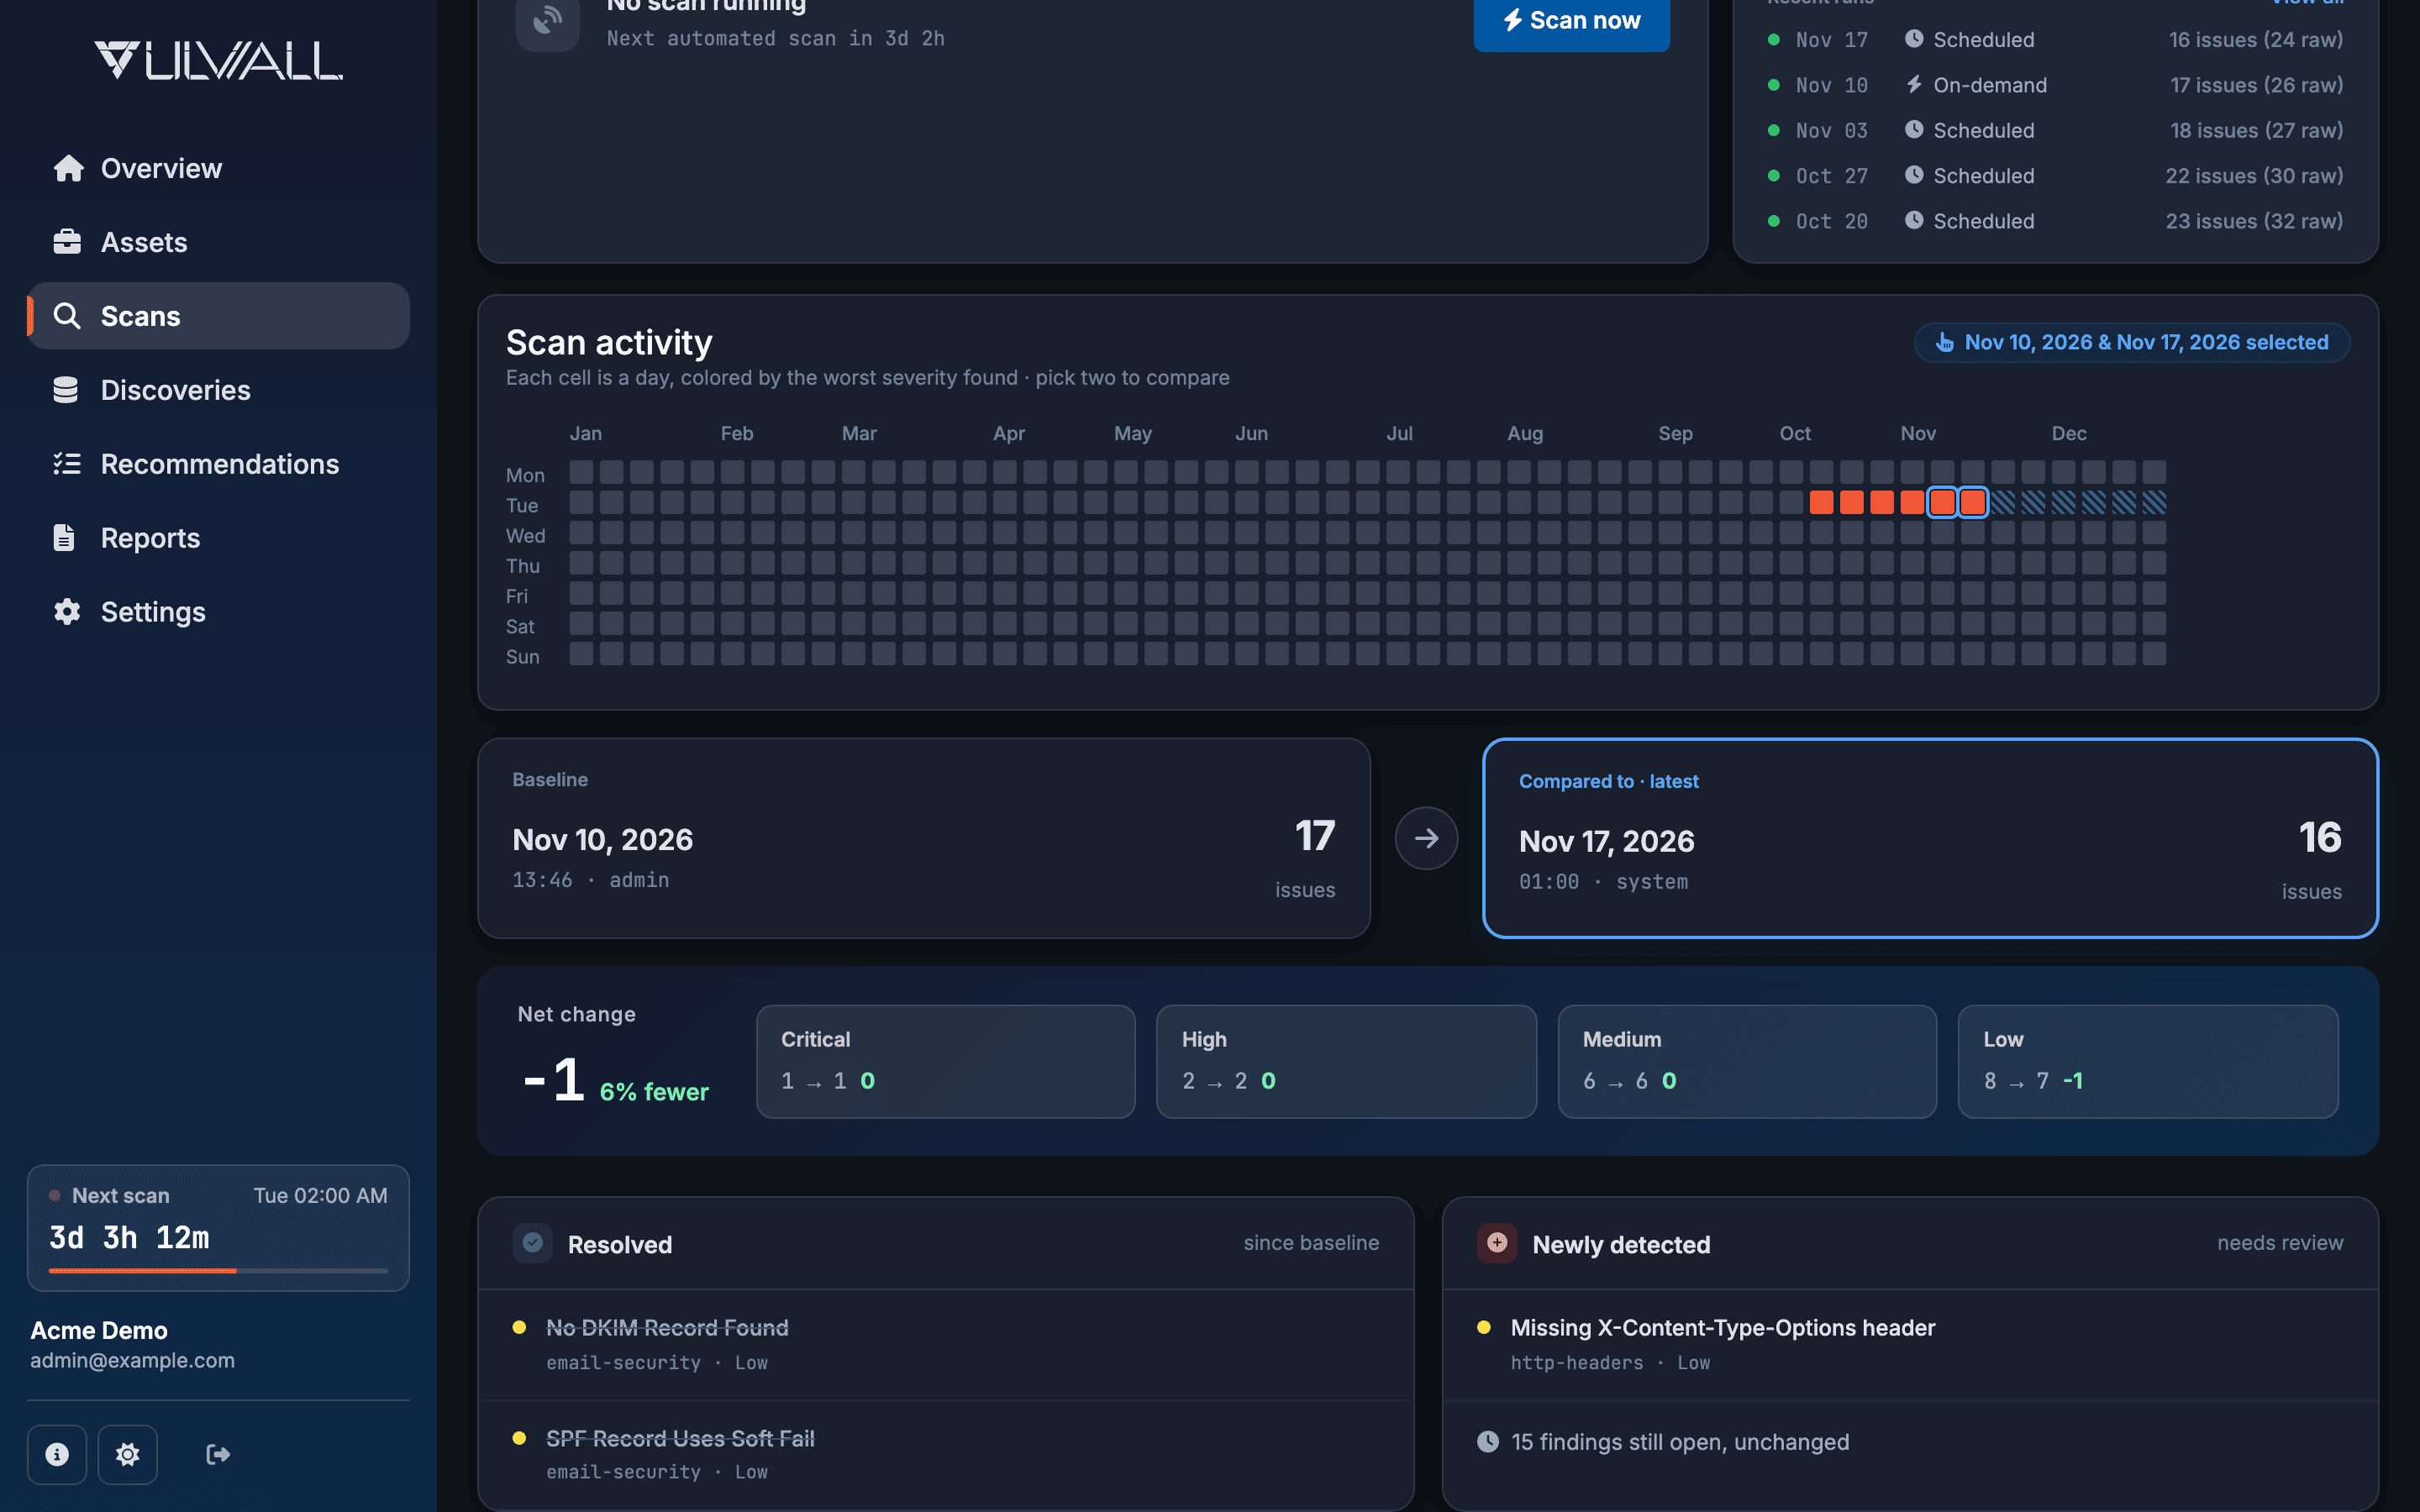 VULWALL
Overview
Assets
Scans
Discoveries
Recommendations
Reports
Settings
Next scan Tue 02:00 AM
3d 3h 12m
Acme Demo
admin@example.com
No scan running
Next automated scan in 3d 2h
Scan now
Recent runs View all
Nov 17 Scheduled 16 issues (24 raw)
Nov 10 On-demand 17 issues (26 raw)
Nov 03 Scheduled 18 issues (27 raw)
Oct 27 Scheduled 22 issues (30 raw)
Oct 20 Scheduled 23 issues (32 raw)
Scan activity
Nov 10, 2026 & Nov 17, 2026 selected
Each cell is a day, colored by the worst severity found · pick two to compare
Jan Feb Mar Apr May Jun Jul Aug Sep Oct Nov Dec
Mon
Tue
Wed
Thu
Fri
Sat
Sun
Baseline
Nov 10, 2026
13:46 · admin
17
issues
Compared to · latest
Nov 17, 2026
01:00 · system
16
issues
Net change
-1 6% fewer
Critical
1 → 1 0
High
2 → 2 0
Medium
6 → 6 0
Low
8 → 7 -1
Resolved since baseline
No DKIM Record Found
email-security · Low
SPF Record Uses Soft Fail
email-security · Low
Newly detected needs review
Missing X-Content-Type-Options header
http-headers · Low
15 findings still open, unchanged